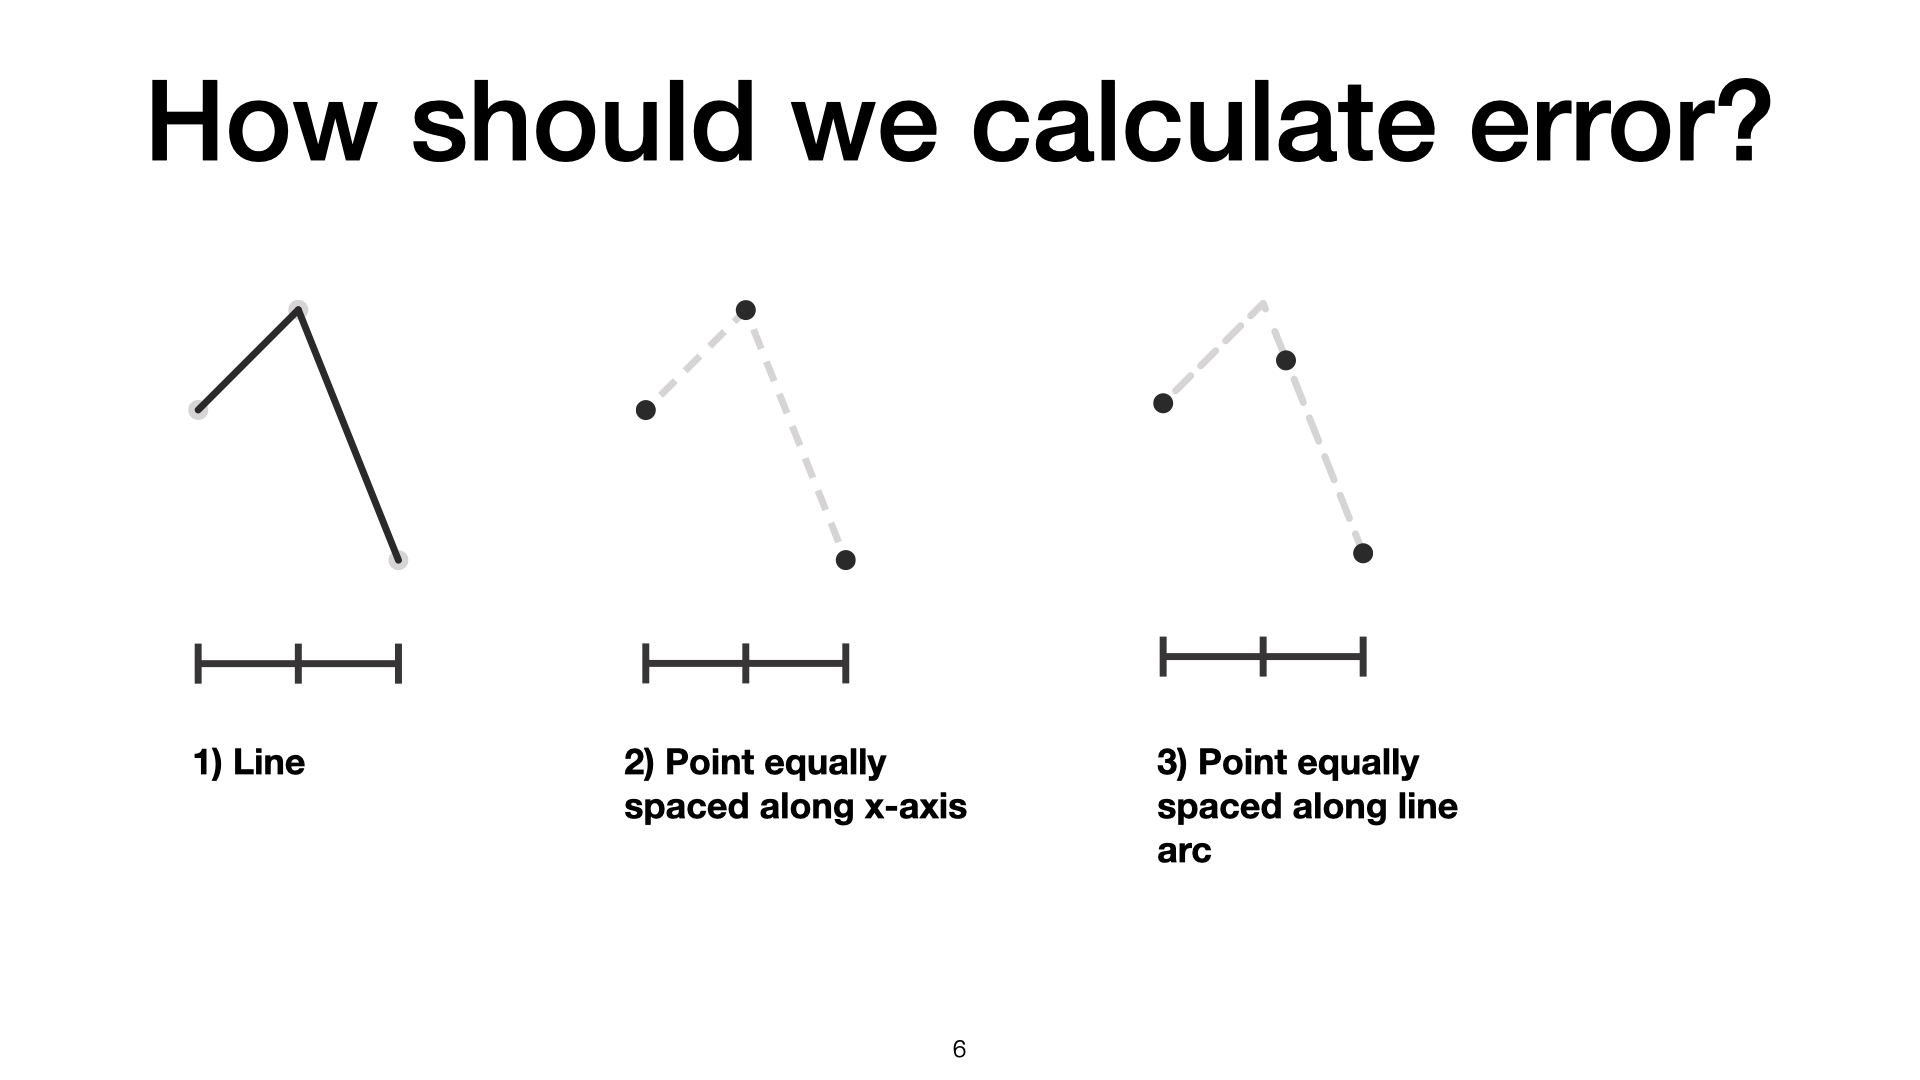 How should we calculate error?
1) Line
2) Point equally
spaced along x-axis
3) Point equally
spaced along line
arc
6